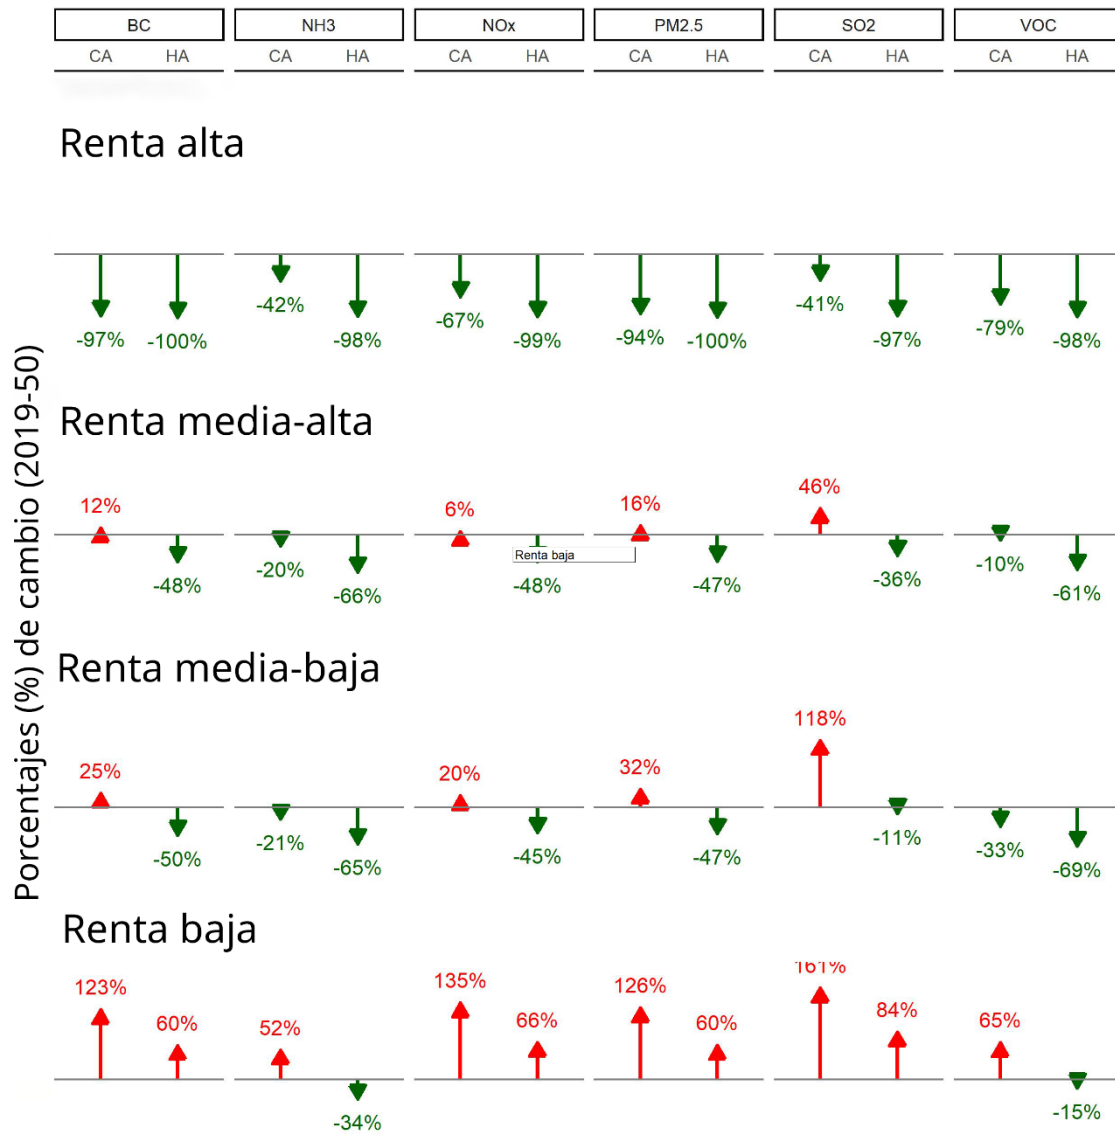 BC NH3 NOx PM2.5 SO2 VOC
CA HA CA HA CA HA CA HA CA HA CA HA
Renta alta
-97% -100% -42% -98% -67% -99% -94% -100% -41% -97% -79% -98%
Porcentajes (%) de cambio (2019-50)
Renta media-alta
12% -48% -20% -66% 6% -48% 16% -47% 46% -36% -10% -61%
Renta baja
Renta media-baja
25% -50% -21% -65% 20% -45% 32% -47% 118% -11% -33% -69%
Renta baja
123% 60% 52% -34% 135% 66% 126% 60% 161% 84% 65% -15%